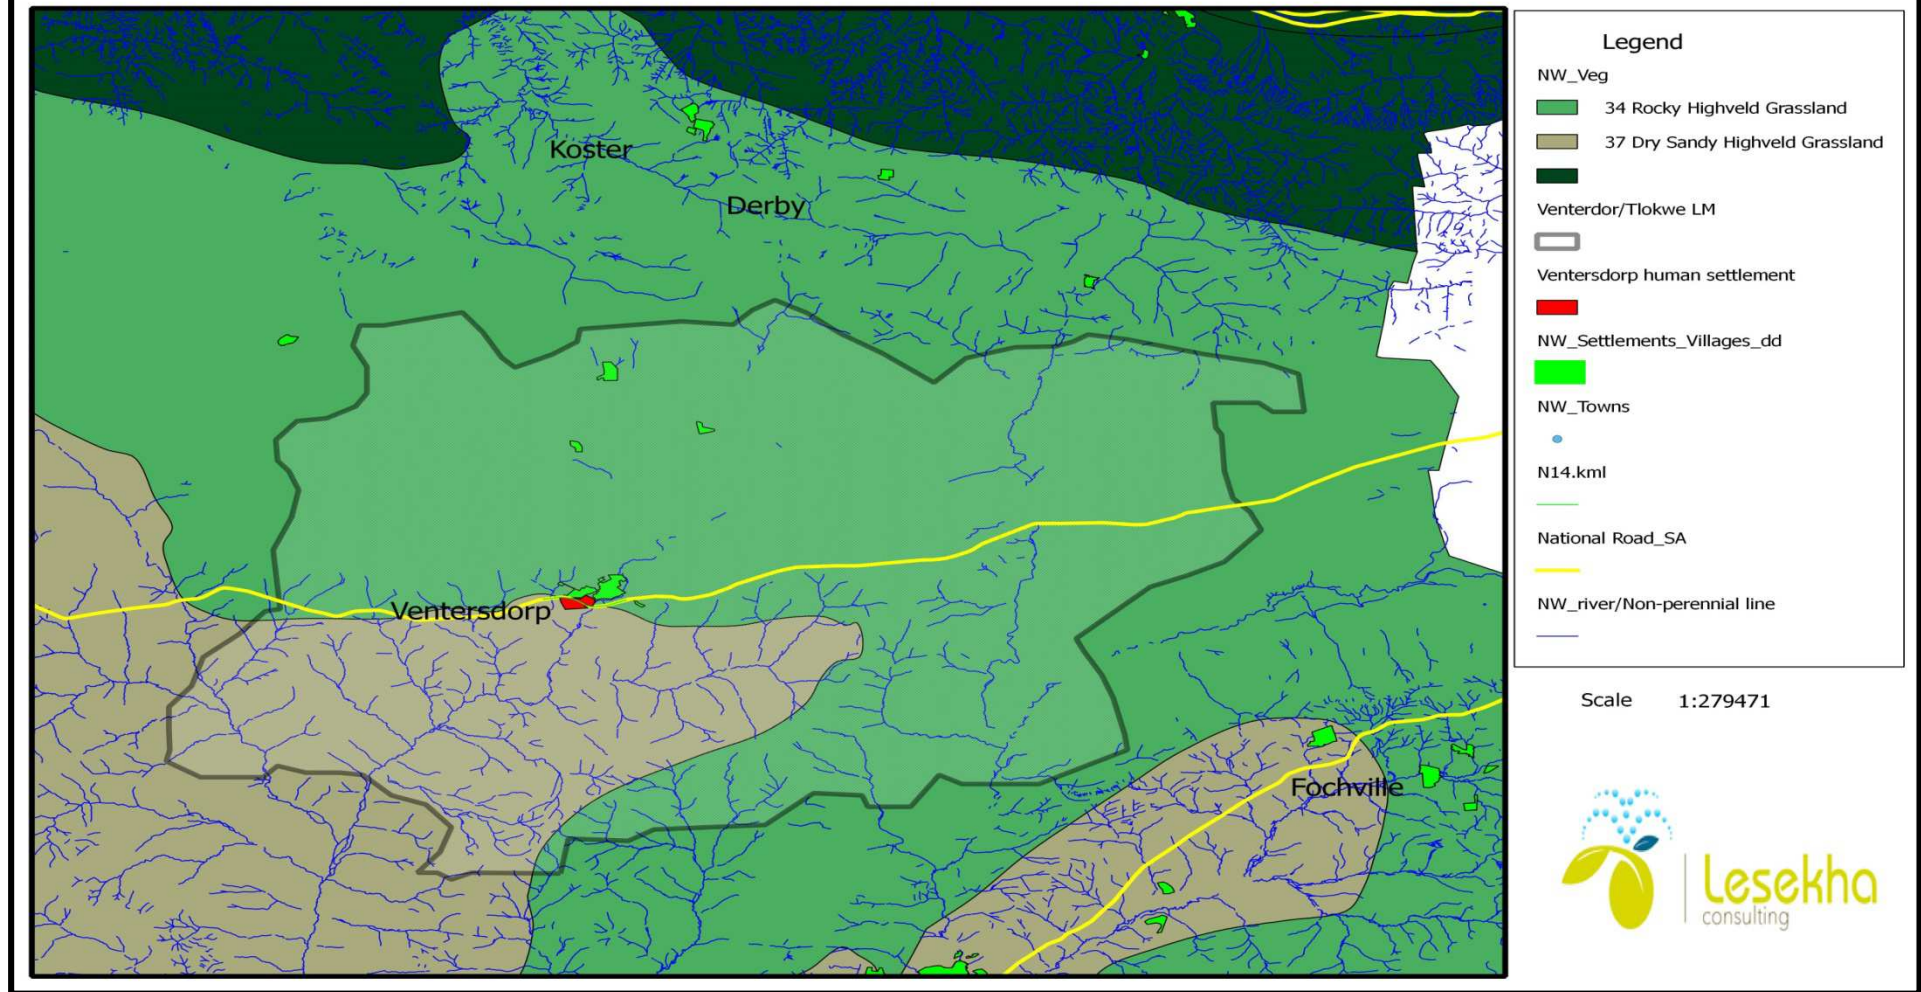 Koster
Derby
Ventersdorp
Fochville
Legend
NW_Veg
34 Rocky Highveld Grassland
37 Dry Sandy Highveld Grassland
Venterdor/Tlokwe LM
Ventersdorp human settlement
NW_Settlements_Villages_dd
NW_Towns
N14.kml
National Road_SA
NW_river/Non-perennial line
Scale 1:279471
Lesekha
consulting